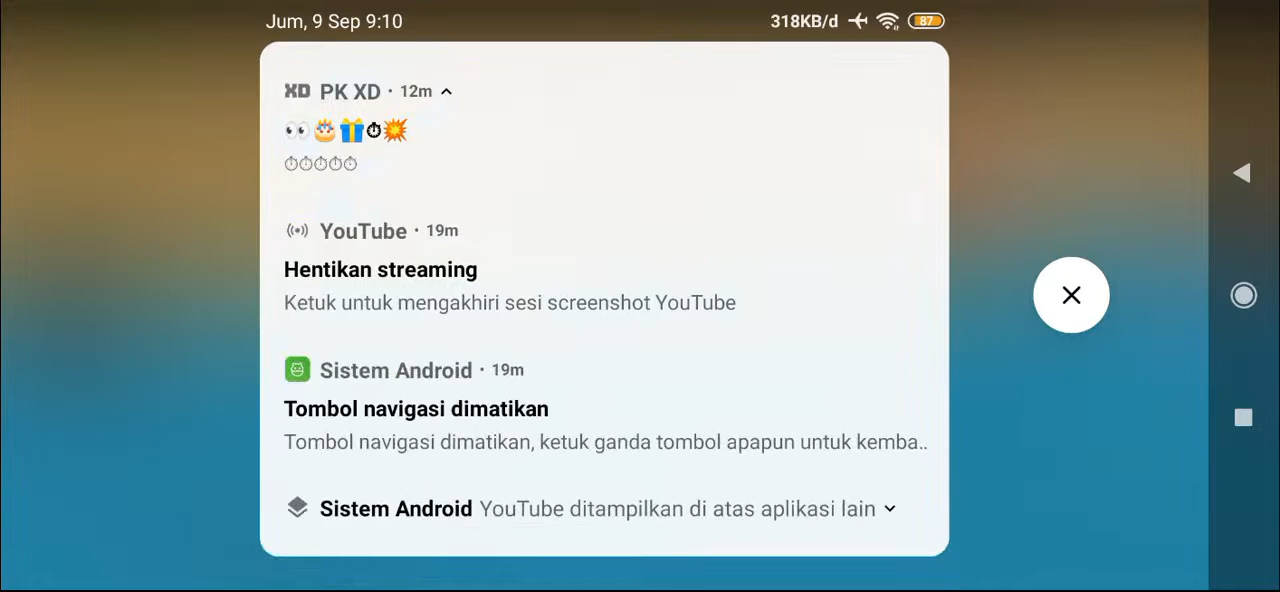 Jum, 9 Sep 9:10
318KB/d
87
XD PK XD · 12m
👀🎂🎁⏱💥
⏱⏱⏱⏱⏱
YouTube · 19m
Hentikan streaming
Ketuk untuk mengakhiri sesi screenshot YouTube
Sistem Android · 19m
Tombol navigasi dimatikan
Tombol navigasi dimatikan, ketuk ganda tombol apapun untuk kemba..
Sistem Android YouTube ditampilkan di atas aplikasi lain